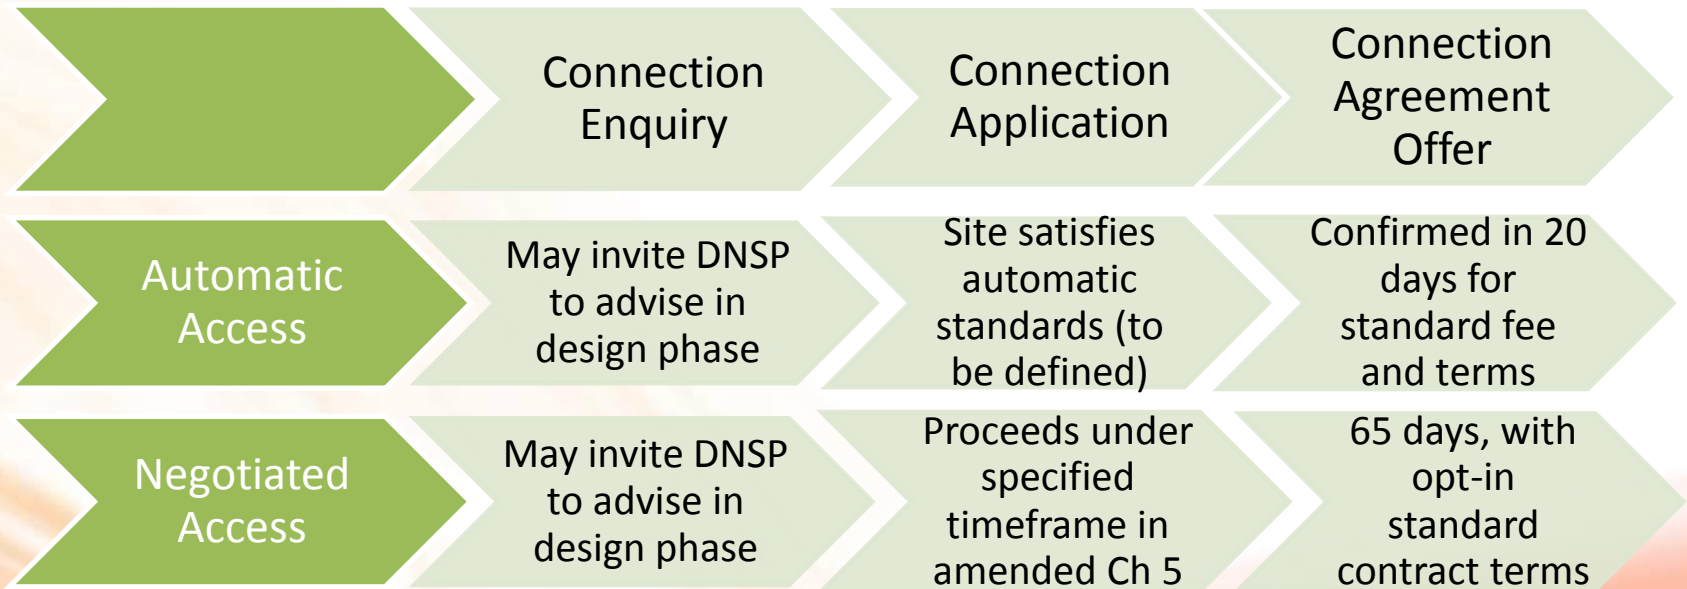 Connection
Enquiry
Connection
Application
Connection
Agreement
Offer
Automatic
Access
May invite DNSP
to advise in
design phase
Site satisfies
automatic
standards (to
be defined)
Confirmed in 20
days for
standard fee
and terms
Negotiated
Access
May invite DNSP
to advise in
design phase
Proceeds under
specified
timeframe in
amended Ch 5
65 days, with
opt-in
standard
contract terms